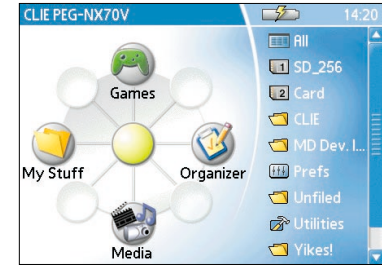 CLIE PEG-NX70V
14:20
Games
My Stuff
Organizer
Media
All
1 SD_256
2 Card
CLIE
MD Dev. I...
Prefs
Unfiled
Utilities
Yikes!